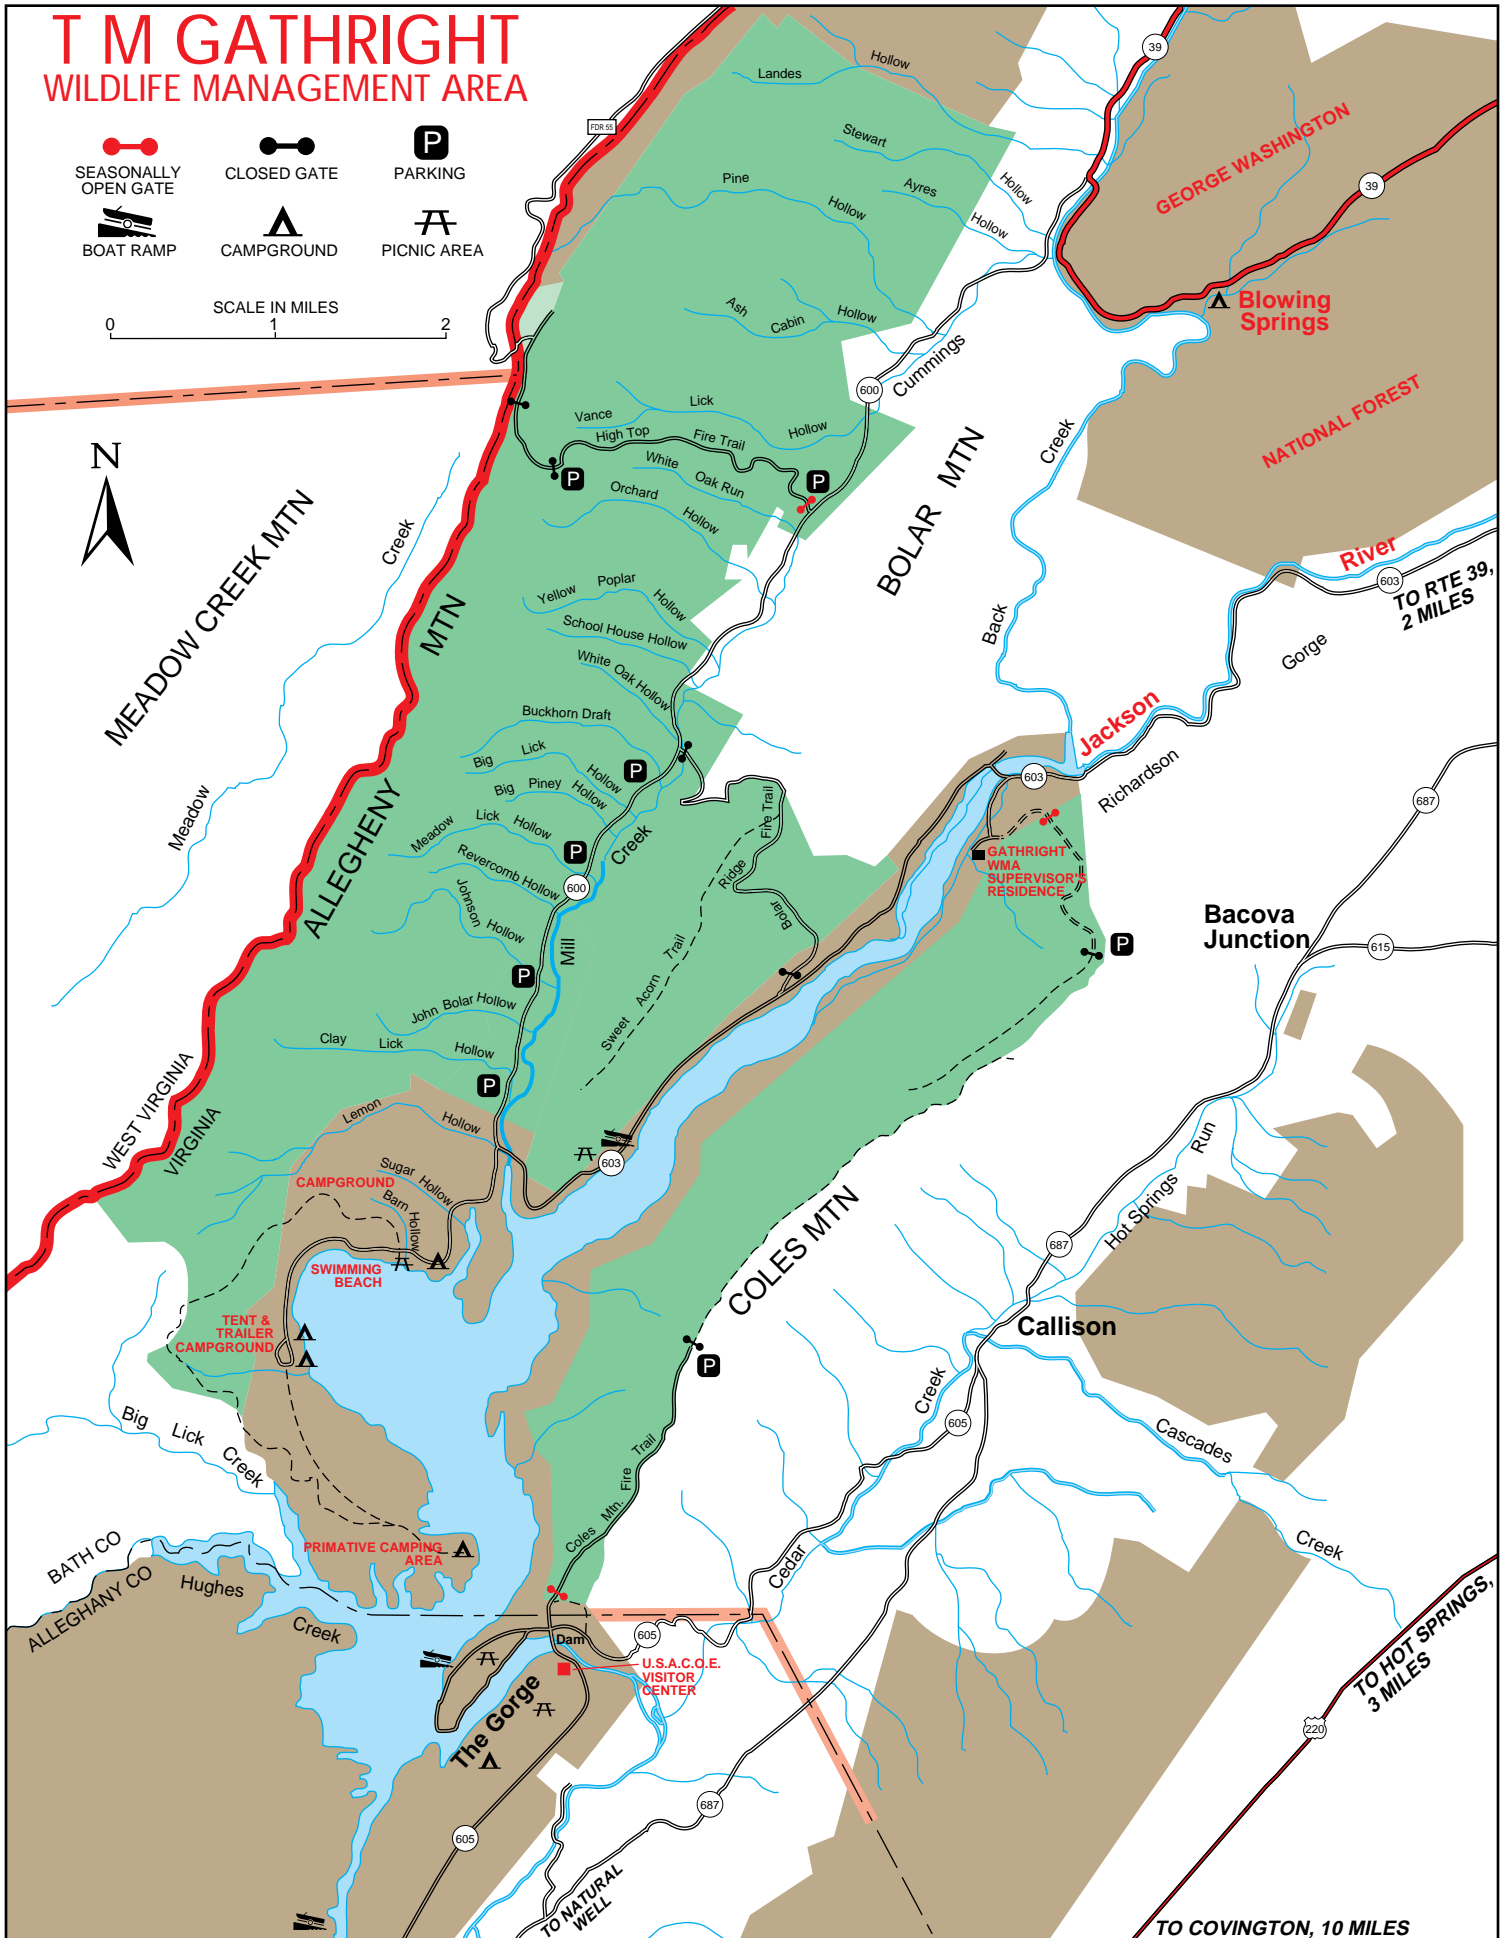 T M GATHRIGHT
WILDLIFE MANAGEMENT AREA
SEASONALLY
OPEN GATE
CLOSED GATE
P
PARKING
BOAT RAMP
CAMPGROUND
PICNIC AREA
SCALE IN MILES
0 1 2
N
FDR 55
39
39
GEORGE WASHINGTON
NATIONAL FOREST
Blowing
Springs
Landes Hollow
Stewart Hollow
Ayres Hollow
Pine Hollow
Ash Cabin Hollow
Cummings Creek
600
Vance Lick Hollow
High Top Fire Trail
P
P
White Oak Run
Orchard Hollow
BOLAR MTN
Back Creek
MEADOW CREEK MTN
Meadow Creek
ALLEGHENY MTN
Yellow Poplar Hollow
School House Hollow
White Oak Hollow
Buckhorn Draft
Big Lick Hollow
P
Big Piney Hollow
Meadow Lick Hollow
P
Revercomb Hollow
600
Johnson Hollow
P
Mill Creek
John Bolar Hollow
Clay Lick Hollow
P
Bolar Ridge Fire Trail
Sweet Acorn Trail
Jackson River
603
TO RTE 39,
2 MILES
Richardson Gorge
603
GATHRIGHT
WMA
SUPERVISOR'S
RESIDENCE
P
687
Bacova
Junction
615
WEST VIRGINIA
VIRGINIA
Lemon Hollow
603
CAMPGROUND
Sugar Hollow
Barn Hollow
SWIMMING
BEACH
TENT &
TRAILER
CAMPGROUND
COLES MTN
P
Hot Springs Run
687
Callison
Cedar Creek
605
Cascades Creek
Big Lick Creek
Coles Mtn. Fire Trail
PRIMATIVE CAMPING
AREA
BATH CO
ALLEGHANY CO
Hughes Creek
Dam
605
U.S.A.C.O.E.
VISITOR
CENTER
The Gorge
605
687
TO NATURAL
WELL
TO HOT SPRINGS,
3 MILES
220
TO COVINGTON, 10 MILES